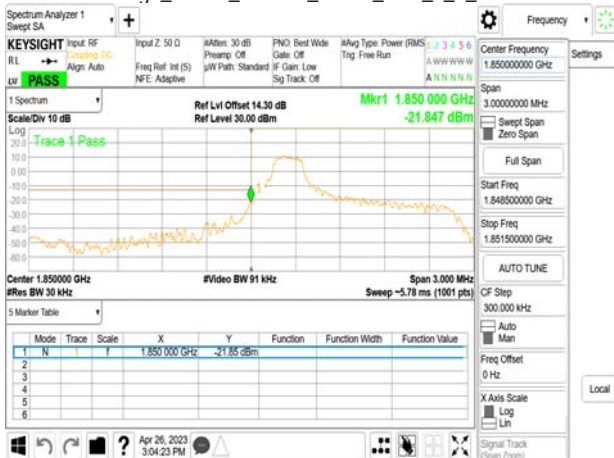 Spectrum Analyzer 1
Swept SA
Frequency
KEYSIGHT
RL
LV PASS
Input: RF
Coupling: DC
Align: Auto
Input Z: 50 Ω
Freq Ref: Int (S)
NFE: Adaptive
#Atten: 30 dB
Preamp: Off
µW Path: Standard
PNO: Best Wide
Gate: Off
IF Gain: Low
Sig Track: Off
#Avg Type: Power (RMS
Trig: Free Run
1 2 3 4 5 6
A W W W W W
A N N N N N
Center Frequency
1.850000000 GHz
Settings
1 Spectrum
Scale/Div 10 dB
Ref Lvl Offset 14.30 dB
Ref Level 30.00 dBm
Mkr1 1.850 000 GHz
-21.847 dBm
Log
Trace 1 Pass
20.0
10.0
0.00
-10.0
-20.0
-30.0
-40.0
-50.0
-60.0
Center 1.850000 GHz
#Res BW 30 kHz
#Video BW 91 kHz
Span 3.000 MHz
Sweep ~5.78 ms (1001 pts)
Span
3.00000000 MHz
Swept Span
Zero Span
Full Span
Start Freq
1.848500000 GHz
Stop Freq
1.851500000 GHz
AUTO TUNE
CF Step
300.000 kHz
Auto
Man
Freq Offset
0 Hz
X Axis Scale
Log
Lin
Signal Track
(Span Zoom)
Local
5 Marker Table
Mode Trace Scale X Y Function Function Width Function Value
1 N 1 f 1.850 000 GHz -21.85 dBm
2
3
4
5
6
Apr 26, 2023
3:04:23 PM